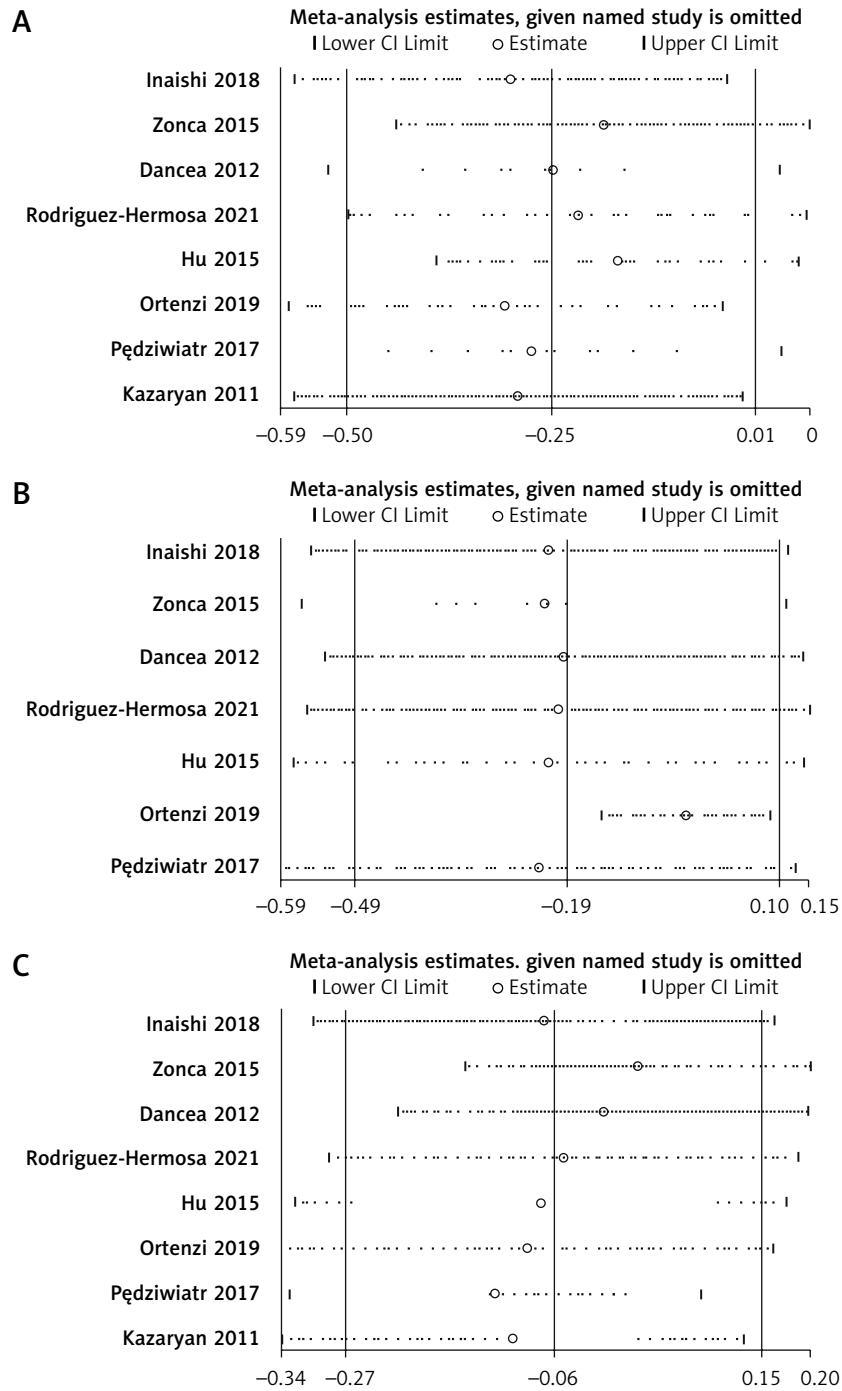 A
Meta-analysis estimates, given named study is omitted
Lower CI Limit Estimate Upper CI Limit
Inaishi 2018
Zonca 2015
Dancea 2012
Rodriguez-Hermosa 2021
Hu 2015
Ortenzi 2019
Pędziwiatr 2017
Kazaryan 2011
−0.59 −0.50 −0.25 0.01 0
B
Meta-analysis estimates, given named study is omitted
Lower CI Limit Estimate Upper CI Limit
Inaishi 2018
Zonca 2015
Dancea 2012
Rodriguez-Hermosa 2021
Hu 2015
Ortenzi 2019
Pędziwiatr 2017
−0.59 −0.49 −0.19 0.10 0.15
C
Meta-analysis estimates. given named study is omitted
Lower CI Limit Estimate Upper CI Limit
Inaishi 2018
Zonca 2015
Dancea 2012
Rodriguez-Hermosa 2021
Hu 2015
Ortenzi 2019
Pędziwiatr 2017
Kazaryan 2011
−0.34 −0.27 −0.06 0.15 0.20